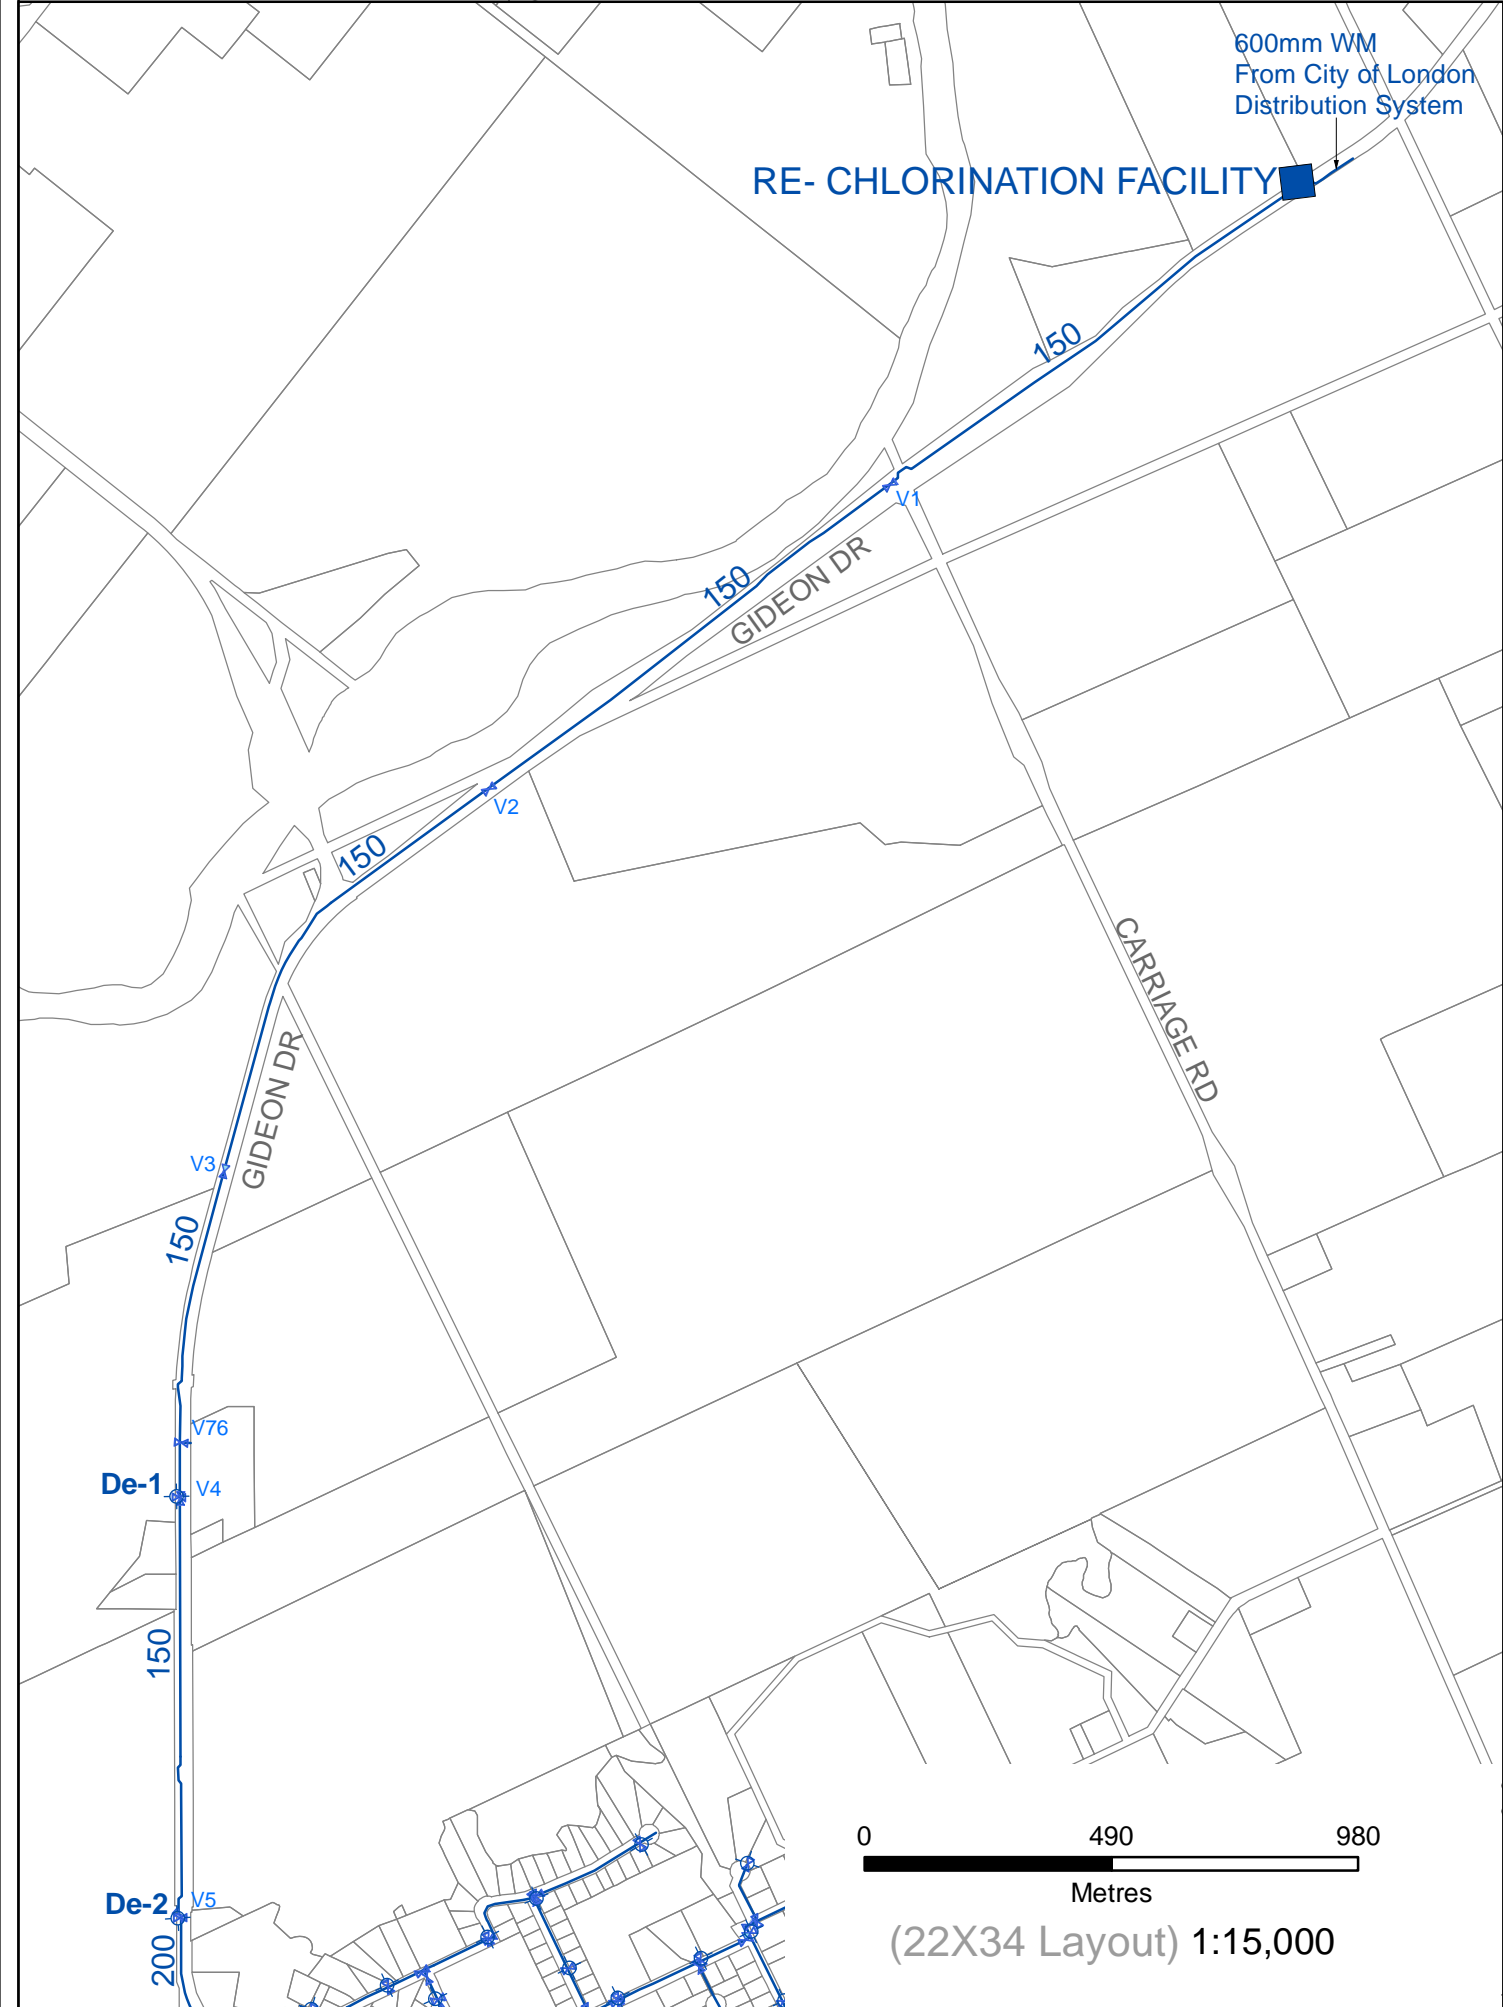 600mm WM
From City of London
Distribution System
RE- CHLORINATION FACILITY
150
V1
GIDEON DR
150
V2
150
CARRIAGE RD
GIDEON DR
V3
150
V76
De-1
V4
150
0 490 980
Metres
De-2
V5
(22X34 Layout) 1:15,000
200